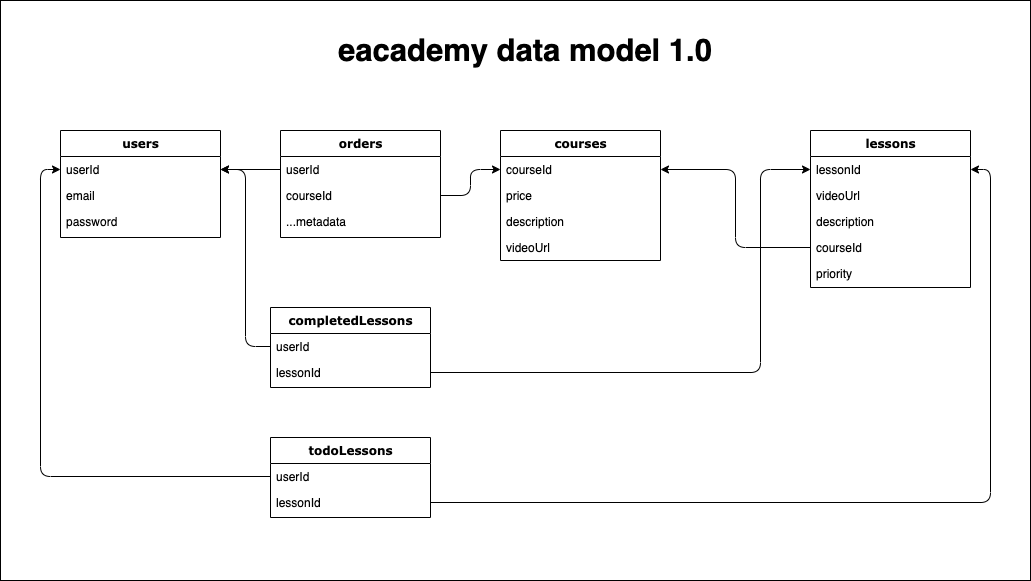 eacademy data model 1.0
users
userId
email
password
orders
userId
courseId
...metadata
courses
courseId
price
description
videoUrl
lessons
lessonId
videoUrl
description
courseId
priority
completedLessons
userId
lessonId
todoLessons
userId
lessonId